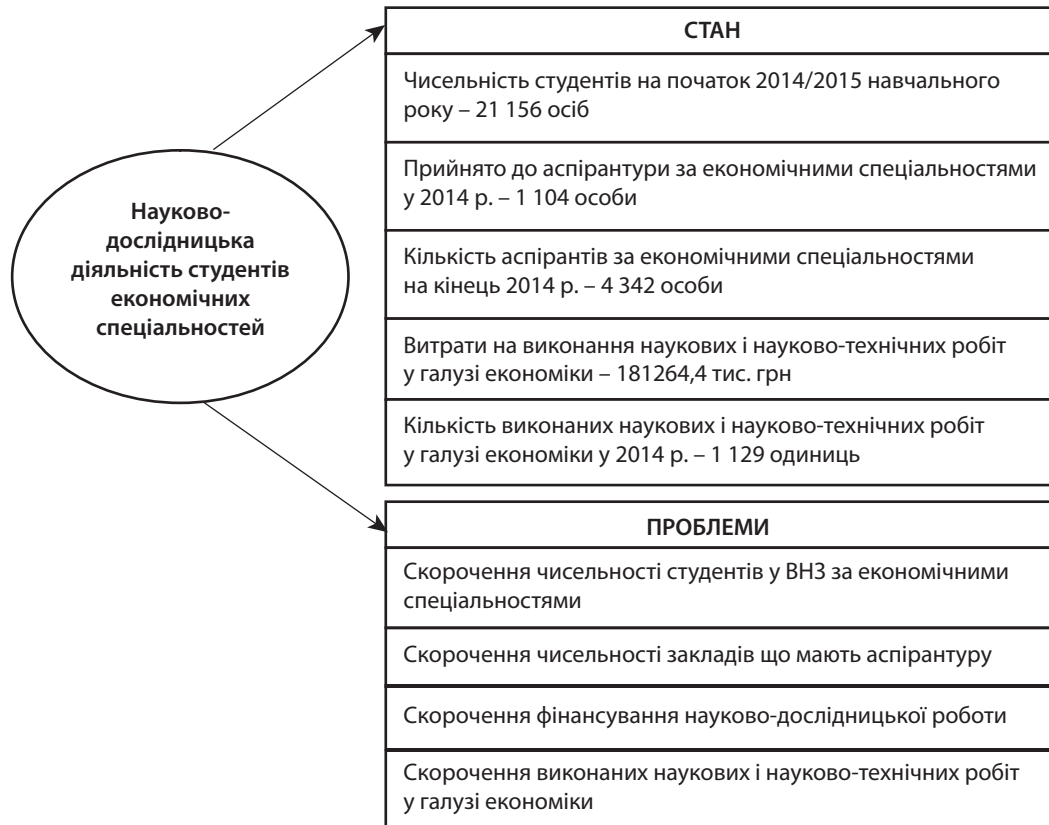 Науково-
дослідницька
діяльність студентів
економічних
спеціальностей
СТАН
Чисельність студентів на початок 2014/2015 навчального
року – 21 156 осіб
Прийнято до аспірантури за економічними спеціальностями
у 2014 р. – 1 104 особи
Кількість аспірантів за економічними спеціальностями
на кінець 2014 р. – 4 342 особи
Витрати на виконання наукових і науково-технічних робіт
у галузі економіки – 181264,4 тис. грн
Кількість виконаних наукових і науково-технічних робіт
у галузі економіки у 2014 р. – 1 129 одиниць
ПРОБЛЕМИ
Скорочення чисельності студентів у ВНЗ за економічними
спеціальностями
Скорочення чисельності закладів що мають аспірантуру
Скорочення фінансування науково-дослідницької роботи
Скорочення виконаних наукових і науково-технічних робіт
у галузі економіки